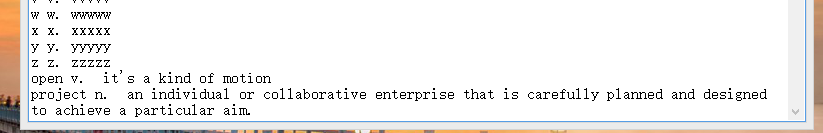 w w. wwwww
x x. xxxxx
y y. yyyyy
z z. zzzzz
open v.  it's a kind of motion
project n.  an individual or collaborative enterprise that is carefully planned and designed
to achieve a particular aim.